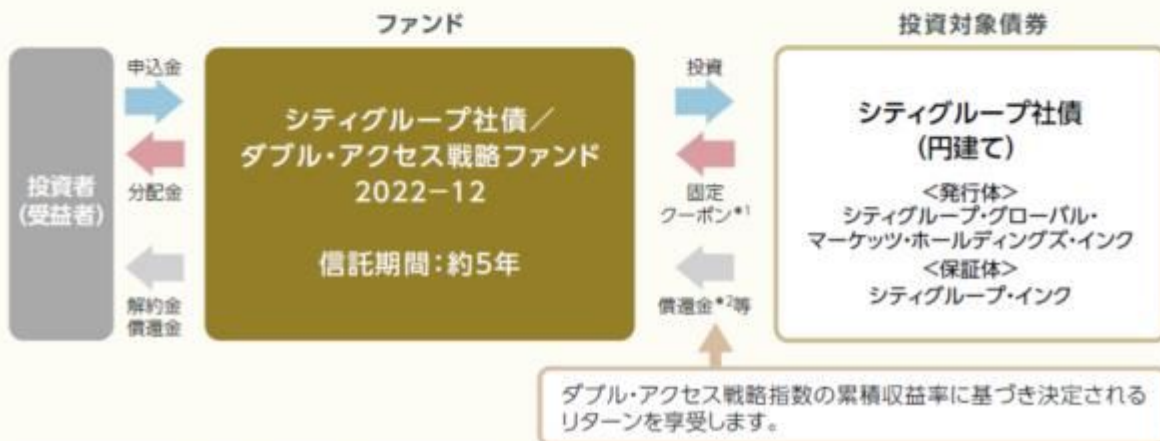 ファンド
投資対象債券
投資者
(受益者)
申込金
分配金
解約金
償還金
シティグループ社債／
ダブル・アクセス戦略ファンド
2022－12
信託期間：約5年
投資
固定
クーポン*1
償還金*2等
シティグループ社債
(円建て)
<発行体>
シティグループ・グローバル・
マーケッツ・ホールディングズ・インク
<保証体>
シティグループ・インク
ダブル・アクセス戦略指数の累積収益率に基づき決定される
リターンを享受します。